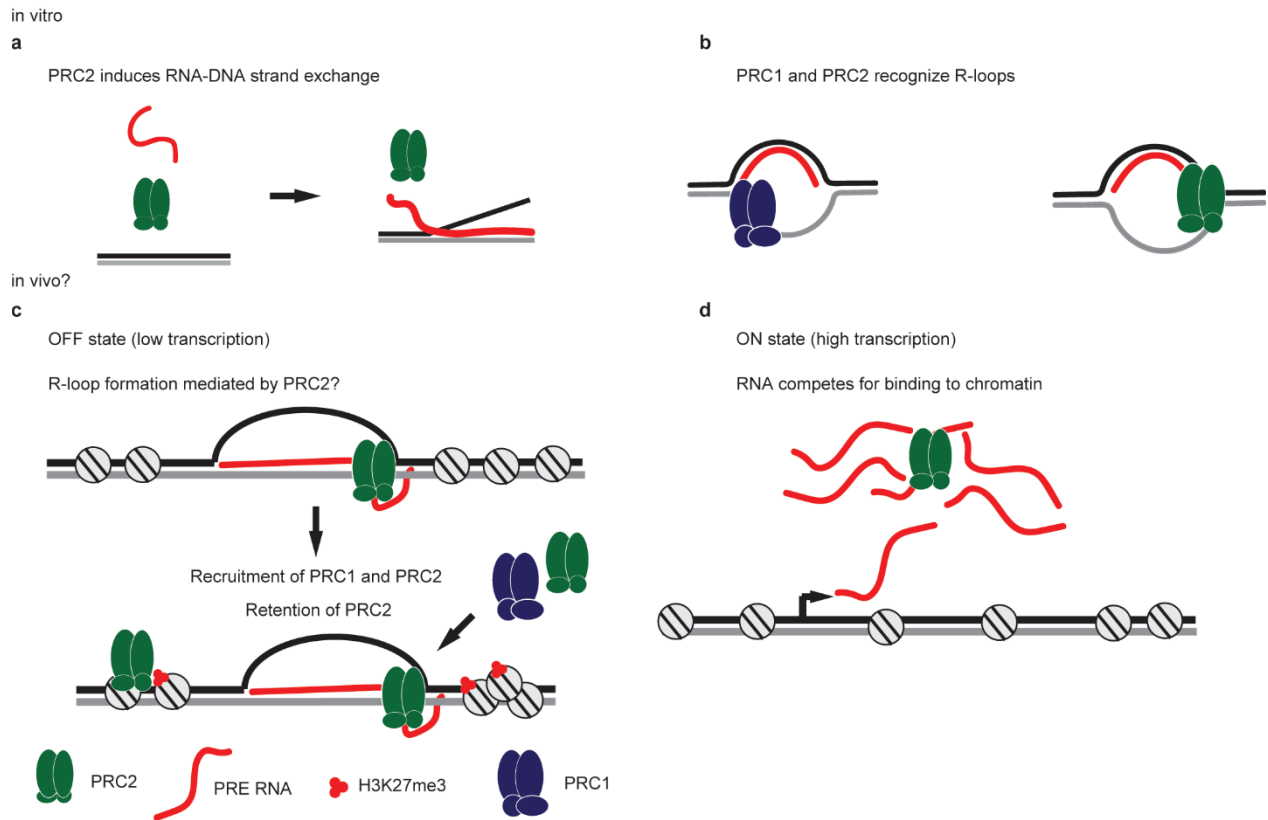 in vitro
a
PRC2 induces RNA-DNA strand exchange
b
PRC1 and PRC2 recognize R-loops
in vivo?
c
OFF state (low transcription)
R-loop formation mediated by PRC2?
Recruitment of PRC1 and PRC2
Retention of PRC2
d
ON state (high transcription)
RNA competes for binding to chromatin
PRC2
PRE RNA
H3K27me3
PRC1